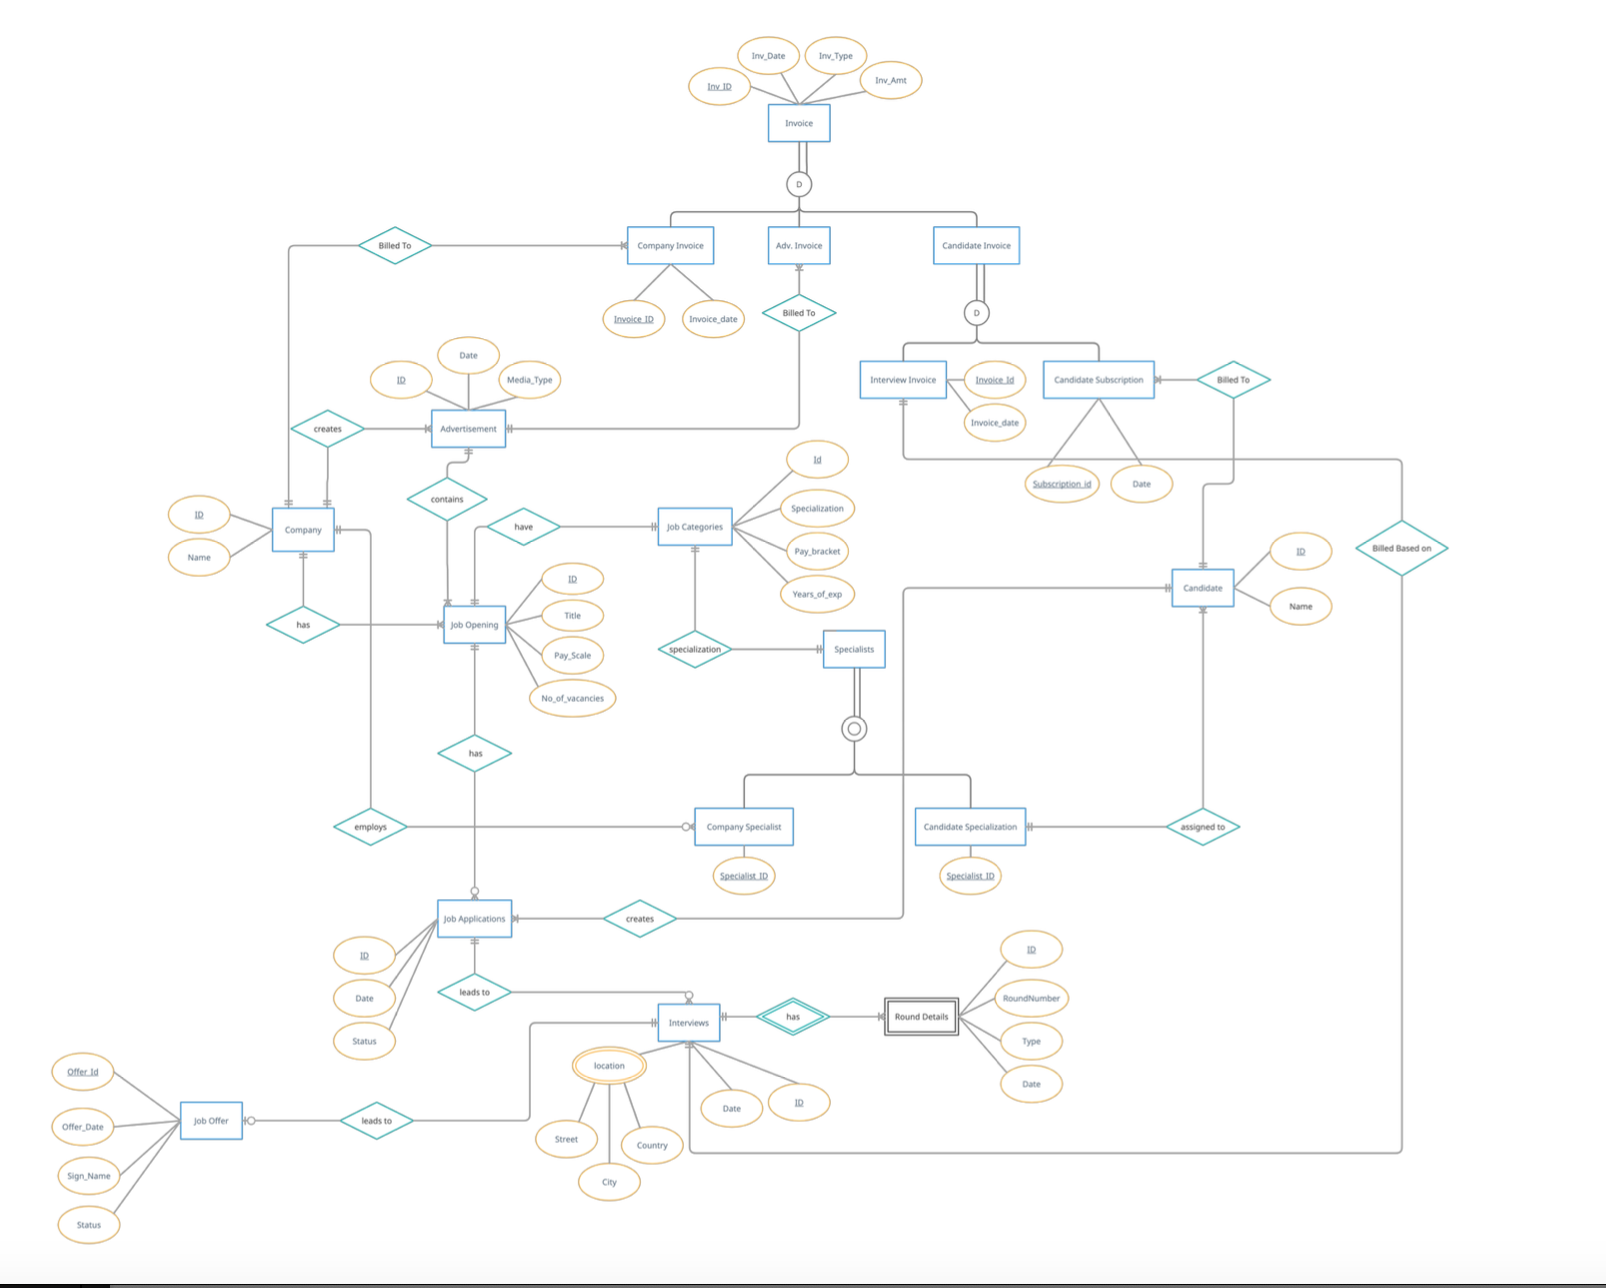 Inv_Date
Inv_Type
Inv_ID
Inv_Amt
Invoice
D
Billed To
Company Invoice
Adv. Invoice
Candidate Invoice
Invoice_ID
Invoice_date
Billed To
D
Date
ID
Media_Type
Interview Invoice
Invoice_Id
Candidate Subscription
Billed To
creates
Advertisement
Invoice_date
Id
Subscription_id
Date
contains
ID
Specialization
Company
have
Job Categories
Name
Pay_bracket
Billed Based on
ID
ID
Years_of_exp
Candidate
Name
has
Job Opening
Title
Pay_Scale
specialization
Specialists
No_of_vacancies
has
employs
Company Specialist
Candidate Specialization
assigned to
Specialist_ID
Specialist_ID
Job Applications
creates
ID
ID
Date
leads to
RoundNumber
Status
Interviews
has
Round Details
Type
Offer_Id
location
Date
Date
ID
Offer_Date
Job Offer
leads to
Street
Country
Sign_Name
City
Status